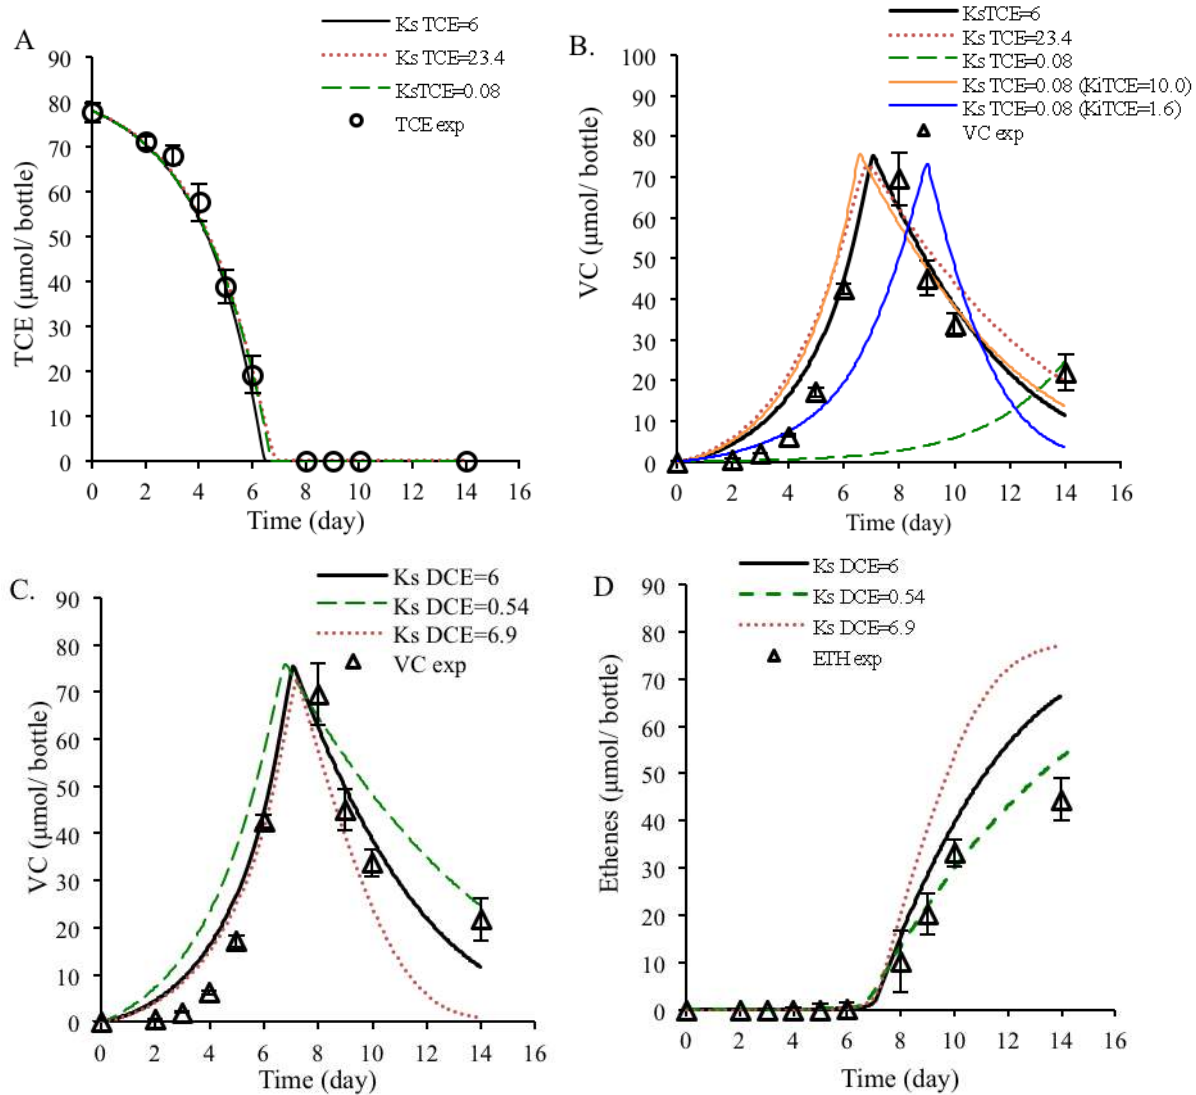 A
Ks TCE=6
Ks TCE=23.4
KsTCE=0.08
TCE exp
90
80
70
60
50
40
30
20
10
0
TCE (µmol/ bottle)
0 2 4 6 8 10 12 14 16
Time (day)
B.
KsTCE=6
Ks TCE=23.4
Ks TCE=0.08
Ks TCE=0.08 (KiTCE=10.0)
Ks TCE=0.08 (KiTCE=1.6)
VC exp
100
90
80
70
60
50
40
30
20
10
0
VC (µmol/ bottle)
0 2 4 6 8 10 12 14 16
Time (day)
C.
Ks DCE=6
Ks DCE=0.54
Ks DCE=6.9
VC exp
90
80
70
60
50
40
30
20
10
0
VC (µmol/ bottle)
0 2 4 6 8 10 12 14 16
Time (day)
D
Ks DCE=6
Ks DCE=0.54
Ks DCE=6.9
ETH exp
90
80
70
60
50
40
30
20
10
0
Ethenes (µmol/ bottle)
0 2 4 6 8 10 12 14 16
Time (day)